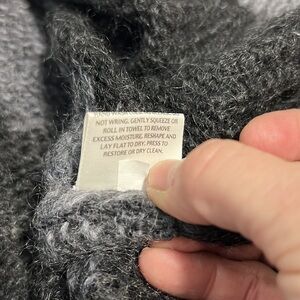 NOT WRING. GENTLY SQUEEZE OR
ROLL IN TOWEL TO REMOVE
EXCESS MOISTURE. RESHAPE AND
LAY FLAT TO DRY. PRESS TO
RESTORE OR DRY CLEAN.